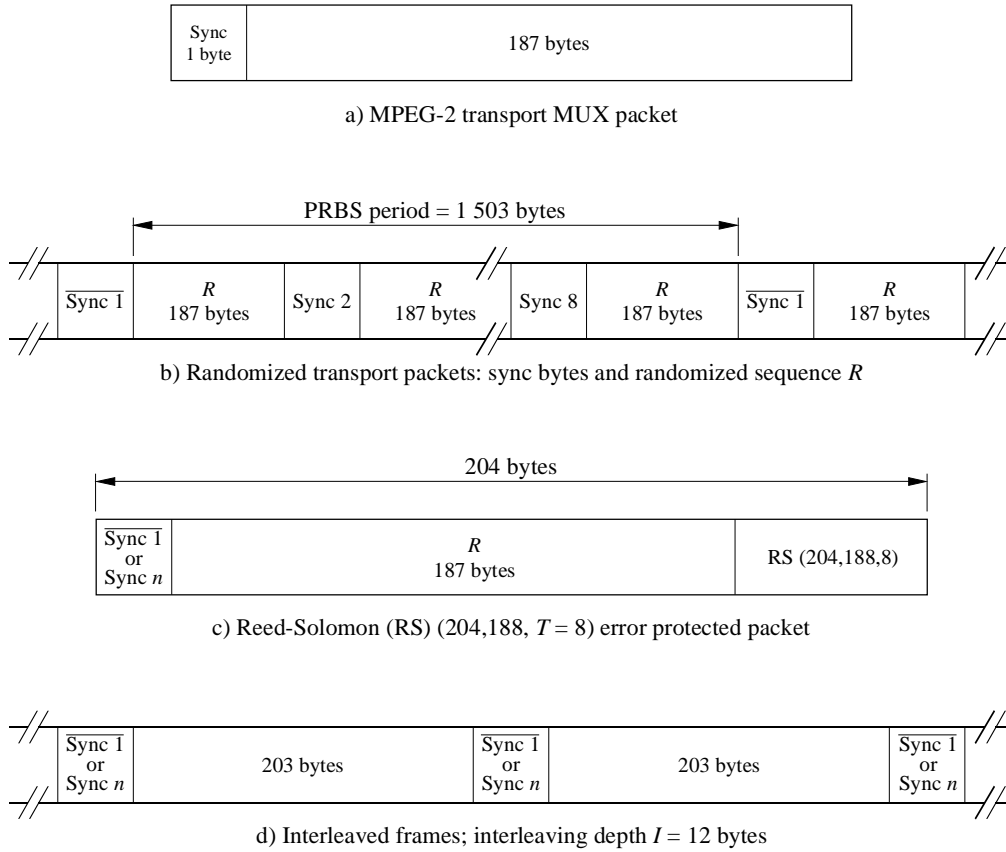 Sync
1 byte
187 bytes
a) MPEG-2 transport MUX packet
PRBS period = 1 503 bytes
Sync 1
R
187 bytes
Sync 2
R
187 bytes
Sync 8
R
187 bytes
Sync 1
R
187 bytes
b) Randomized transport packets: sync bytes and randomized sequence R
204 bytes
Sync 1
or
Sync n
R
187 bytes
RS (204,188,8)
c) Reed-Solomon (RS) (204,188, T = 8) error protected packet
Sync 1
or
Sync n
203 bytes
Sync 1
or
Sync n
203 bytes
Sync 1
or
Sync n
d) Interleaved frames; interleaving depth I = 12 bytes